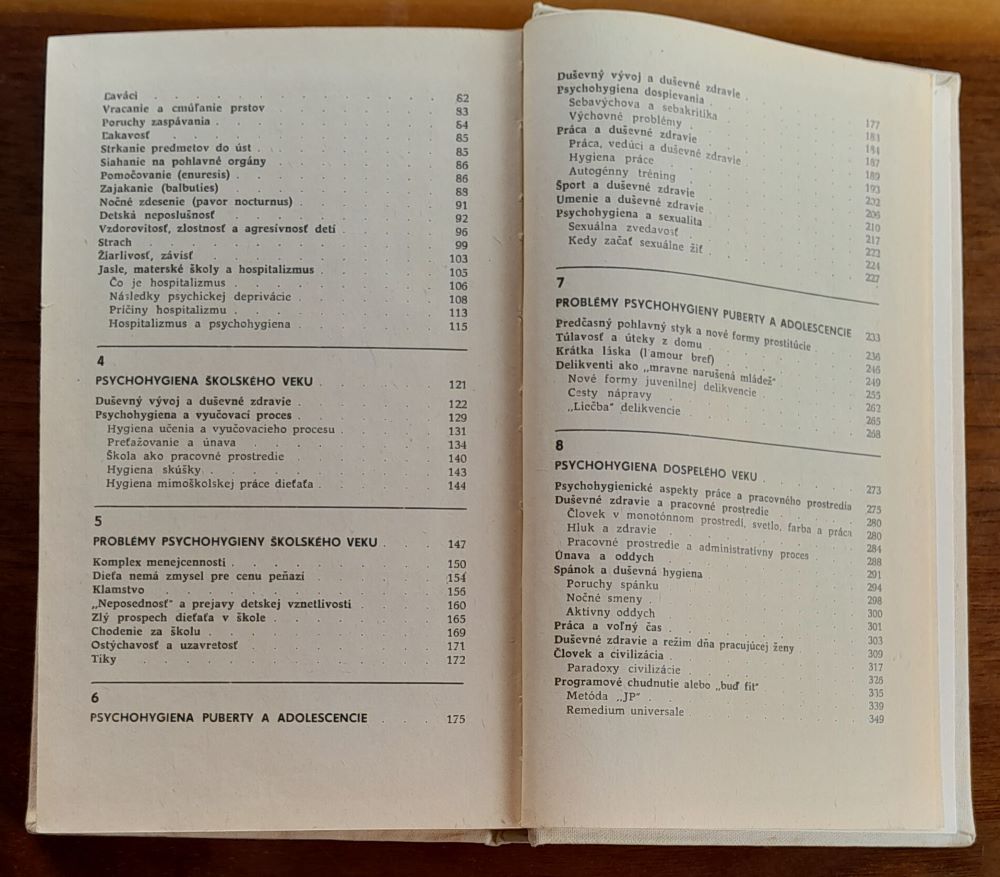 Ľaváci 82
Vracanie a cmúľanie prstov 83
Poruchy zaspávania 84
Ľakavosť 85
Strkanie predmetov do úst 85
Siahanie na pohlavné orgány 86
Pomočovanie (enuresis) 86
Zajakanie (balbuties) 88
Nočné zdesenie (pavor nocturnus) 91
Detská neposlušnosť 92
Vzdorovitosť, zlostnosť a agresívnosť detí 96
Strach 99
Žiarlivosť, závisť 103
Jasle, materské školy a hospitalizmus 105
Čo je hospitalizmus 106
Následky psychickej deprivácie 108
Príčiny hospitalizmu 113
Hospitalizmus a psychohygiena 115
4
PSYCHOHYGIENA ŠKOLSKÉHO VEKU 121
Duševný vývoj a duševné zdravie 122
Psychohygiena a vyučovací proces 129
Hygiena učenia a vyučovacieho procesu 131
Preťažovanie a únava 134
Škola ako pracovné prostredie 140
Hygiena skúšky 143
Hygiena mimoškolskej práce dieťaťa 144
5
PROBLÉMY PSYCHOHYGIENY ŠKOLSKÉHO VEKU 147
Komplex menejcennosti 150
Dieťa nemá zmysel pre cenu peňazí 154
Klamstvo 156
„Neposednosť" a prejavy detskej vznetlivosti 160
Zlý prospech dieťaťa v škole 165
Chodenie za školu 169
Ostýchavosť a uzavretosť 171
Tiky 172
6
PSYCHOHYGIENA PUBERTY A ADOLESCENCIE 175
Duševný vývoj a duševné zdravie 177
Psychohygiena dospievania 183
Sebavýchova a sebakritika 184
Výchovné problémy 187
Práca a duševné zdravie 189
Práca, vedúci a duševné zdravie 193
Hygiena práce 202
Autogénny tréning 206
Šport a duševné zdravie 210
Umenie a duševné zdravie 217
Psychohygiena a sexualita 223
Sexuálna zvedavosť 224
Kedy začať sexuálne žiť 227
7
PROBLÉMY PSYCHOHYGIENY PUBERTY A ADOLESCENCIE 233
Predčasný pohlavný styk a nové formy prostitúcie 236
Túlavosť a úteky z domu 246
Krátka láska (l'amour bref) 249
Delikventi ako „mravne narušená mládež" 255
Nové formy juvenilnej delikvencie 262
Cesty nápravy 265
„Liečba" delikvencie 268
8
PSYCHOHYGIENA DOSPELÉHO VEKU 273
Psychohygienické aspekty práce a pracovného prostredia 275
Duševné zdravie a pracovné prostredie 280
Človek v monotónnom prostredí, svetlo, farba a práca 280
Hluk a zdravie 284
Pracovné prostredie a administratívny proces 288
Únava a oddych 291
Spánok a duševná hygiena 294
Poruchy spánku 298
Nočné smeny 300
Aktívny oddych 301
Práca a voľný čas 303
Duševné zdravie a režim dňa pracujúcej ženy 309
Človek a civilizácia 317
Paradoxy civilizácie 326
Programové chudnutie alebo „buď fit" 335
Metóda „JP" 339
Remedium universale 349